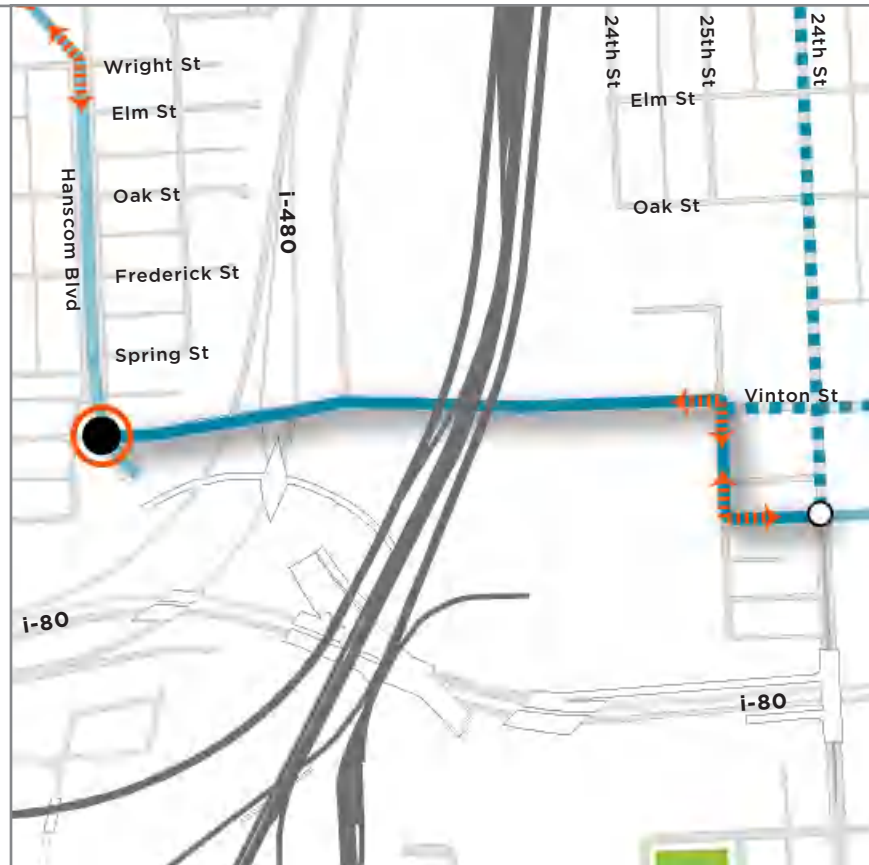 24th St
25th St
24th St
Wright St
Elm St
Elm St
Hanscom Blvd
Oak St
i-480
Oak St
Frederick St
Spring St
Vinton St
i-80
i-80